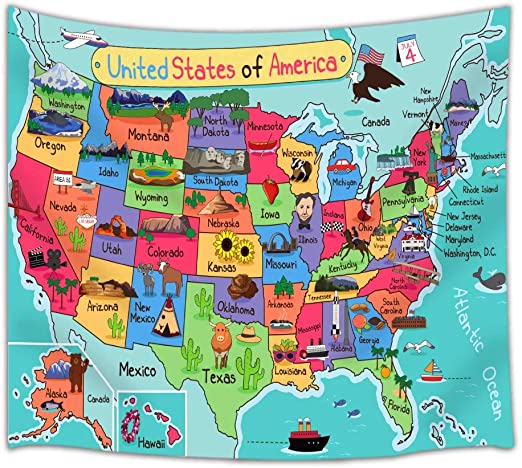 United States of America
JULY
4
Washington
Oregon
Montana
North
Dakota
Minnesota
Wisconsin
Michigan
Canada
New
Hampshire
Vermont
Maine
Massachusetts
Rhode Island
Connecticut
New Jersey
Delaware
Maryland
Washington, D.C.
New
York
Pennsylvania
Idaho
Wyoming
South Dakota
AREA 51
Nevada
Utah
Colorado
Nebraska
Iowa
Illinois
Indiana
Ohio
West
Virginia
Virginia
California
Kansas
Missouri
Kentucky
North
Carolina
Tennessee
South
Carolina
Arizona
New
Mexico
Oklahoma
Arkansas
Mississippi
Alabama
Georgia
Texas
Louisiana
Florida
Mexico
Atlantic
Ocean
Alaska
Canada
Hawaii